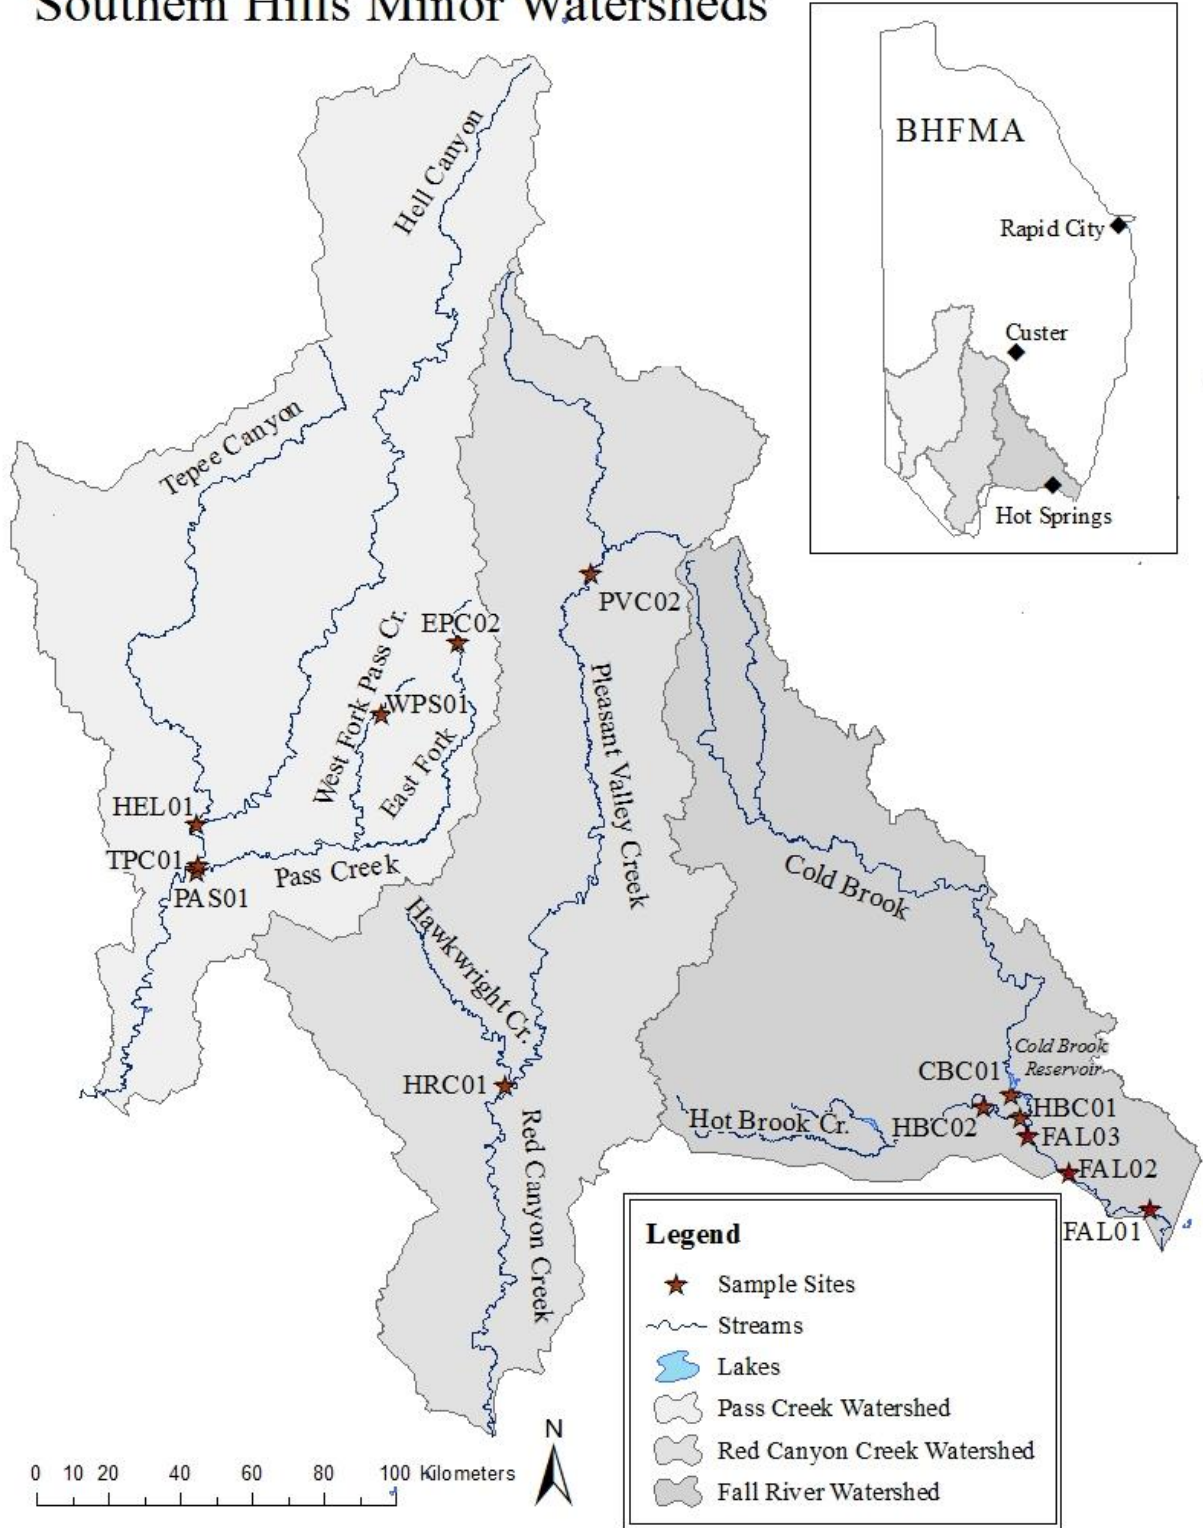 Southern Hills Minor Watersheds
BHFMA
Rapid City
Custer
Hot Springs
Hell Canyon
Tepee Canyon
PVC02
EPC02
West Fork Pass Cr.
WPS01
East Fork
Pleasant Valley Creek
HEL01
TPC01
PAS01
Pass Creek
Cold Brook
Hawkwright Cr.
HRC01
Red Canyon Creek
Cold Brook
Reservoir
CBC01
HBC01
Hot Brook Cr.
HBC02
FAL03
FAL02
FAL01
Legend
Sample Sites
Streams
Lakes
Pass Creek Watershed
Red Canyon Creek Watershed
Fall River Watershed
N
0 10 20 40 60 80 100 Kilometers